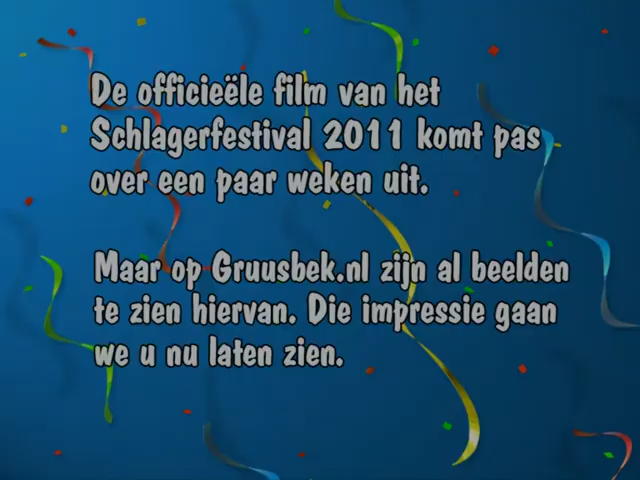 De officieële film van het
Schlagerfestival 2011 komt pas
over een paar weken uit.
Maar op Gruusbek.nl zijn al beelden
te zien hiervan. Die impressie gaan
we u nu laten zien.